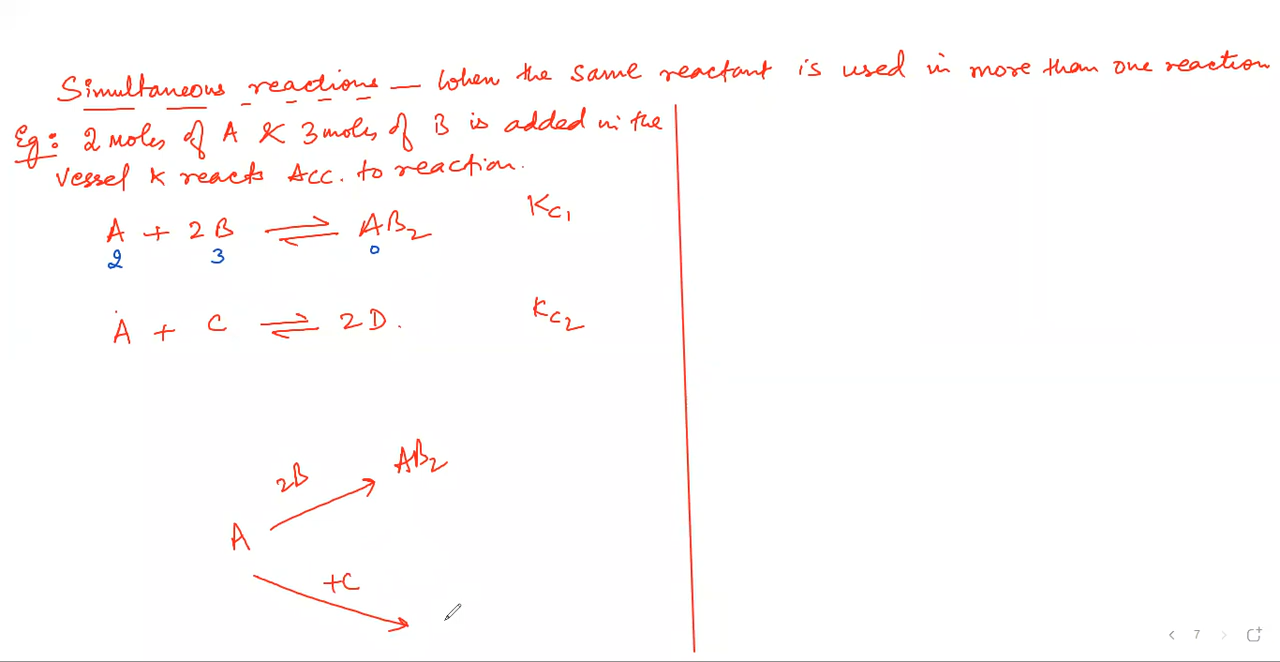 Simultaneous reactions – When the same reactant is used in more than one reaction
Eg: 2 moles of A & 3 moles of B is added in the
vessel & reacts Acc. to reaction.
A + 2B ⇌ AB₂ Kc₁
2 3 0
A + C ⇌ 2D. Kc₂
2B
AB₂
A
+C
7